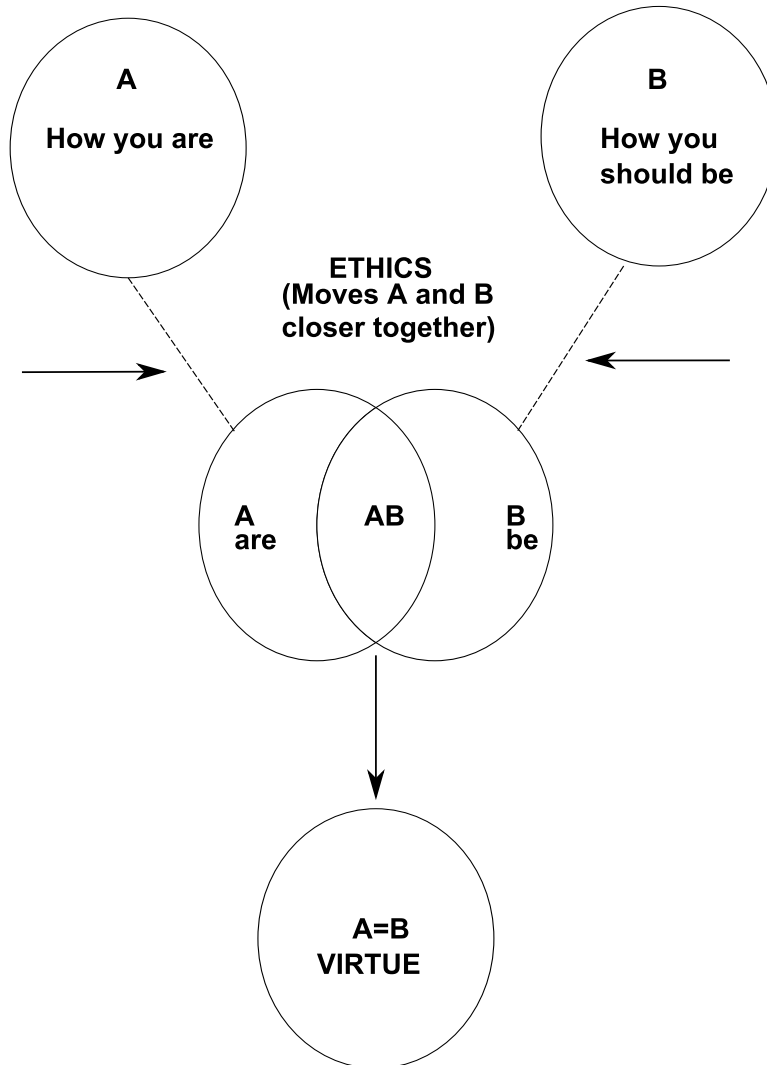 A
How you are
B
How you
should be
ETHICS
(Moves A and B
closer together)
A
are
AB
B
be
A=B
VIRTUE